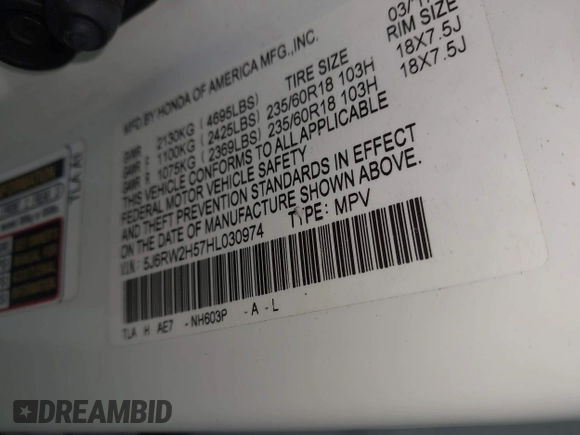 MFD BY HONDA OF AMERICA MFG.,INC. 03/
TIRE SIZE RIM SIZE
GVWR 2130KG ( 4695LBS)
GAWR F 1100KG ( 2425LBS) 235/60R18 103H 18X7.5J
GAWR R 1075KG ( 2369LBS) 235/60R18 103H 18X7.5J
THIS VEHICLE CONFORMS TO ALL APPLICABLE
FEDERAL MOTOR VEHICLE SAFETY
AND THEFT PREVENTION STANDARDS IN EFFECT
ON THE DATE OF MANUFACTURE SHOWN ABOVE.
V.I.N.: 5J6RW2H57HL030974 TYPE: MPV
TLA H AE7 -NH603P -A -L
TLA A1
DREAMBID